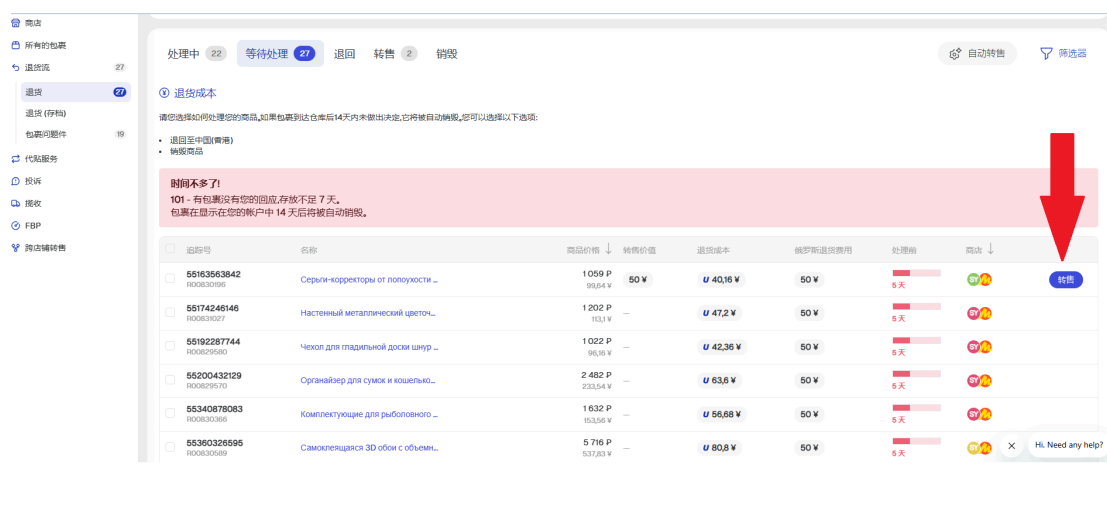 商店
所有的包裹
退货流 27
退货 27
退货 (存档)
包裹问题件 19
代贴服务
投诉
揽收
FBP
跨店铺转售
处理中 22 等待处理 27 退回 转售 2 销毁
自动转售 筛选器
退货成本
请您选择如何处理您的商品。如果包裹到达仓库后14天内未做出决定,它将被自动销毁。您可以选择以下选项:
• 退回至中国(香港)
• 销毁商品
时间不多了!
101 - 有包裹没有您的回应,存放不足 7 天。
包裹在显示在您的帐户中 14 天后将被自动销毁。
追踪号 名称 商品价格 ↓ 转售价值 退货成本 俄罗斯退货费用 处理前 商店 ↓
55163563842 Серьги-корректоры от лопоухости ... 1 059 ₽ 50 ¥ U 40,16 ¥ 50 ¥ 5 天 SY 转售
R00830196 99,64 ¥
55174246146 Настенный металлический цветоч... 1 202 ₽ — U 47,2 ¥ 50 ¥ 5 天 SY
R00831027 113,1 ¥
55192287744 Чехол для гладильной доски шнур ... 1 022 ₽ — U 42,36 ¥ 50 ¥ 5 天 SY
R00829580 96,16 ¥
55200432129 Органайзер для сумок и кошелько... 2 482 ₽ — U 63,6 ¥ 50 ¥ 5 天 SY
R00829570 233,54 ¥
55340878083 Комплектующие для рыболовного ... 1 632 ₽ — U 56,68 ¥ 50 ¥ 5 天 SY
R00830366 153,56 ¥
55360326595 Самоклеящаяся 3D обои с объемн... 5 716 ₽ — U 80,8 ¥ 50 ¥ 5 天 SY
R00830589 537,83 ¥
Hi. Need any help?